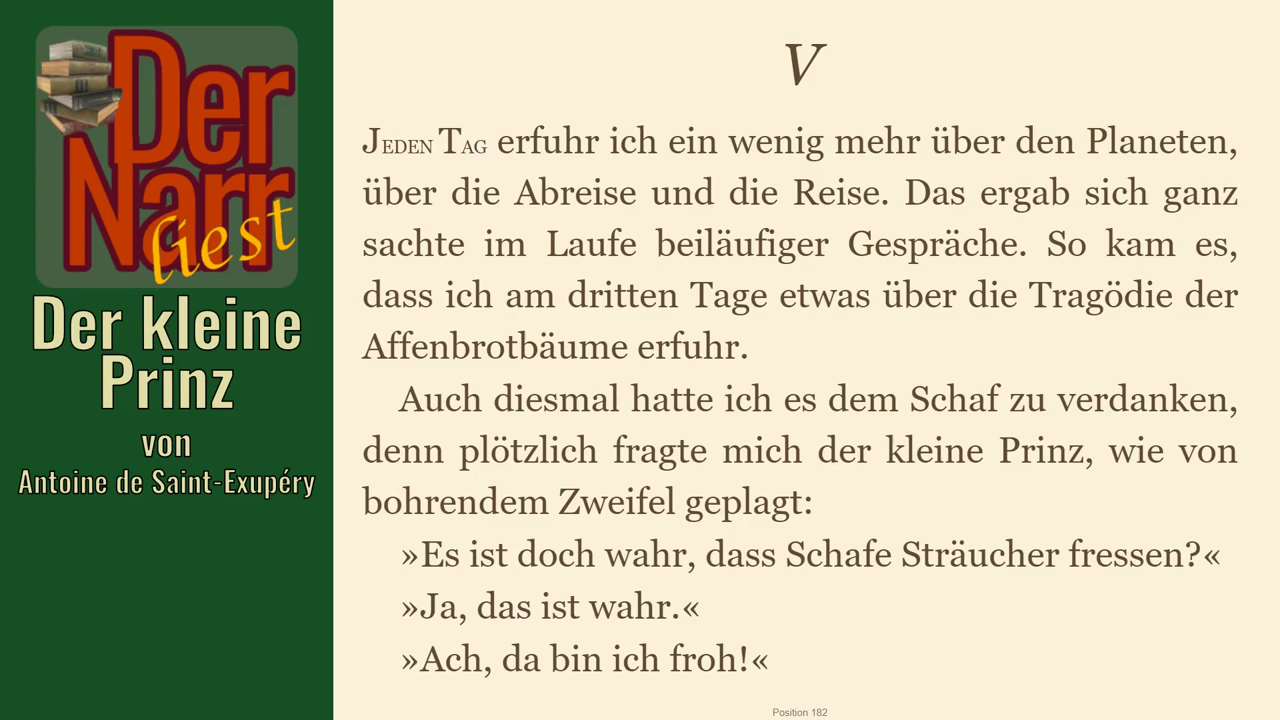 Der
Narr
liest
Der kleine
Prinz
von
Antoine de Saint-Exupéry
V
JEDEN TAG erfuhr ich ein wenig mehr über den Planeten,
über die Abreise und die Reise. Das ergab sich ganz
sachte im Laufe beiläufiger Gespräche. So kam es,
dass ich am dritten Tage etwas über die Tragödie der
Affenbrotbäume erfuhr.
Auch diesmal hatte ich es dem Schaf zu verdanken,
denn plötzlich fragte mich der kleine Prinz, wie von
bohrendem Zweifel geplagt:
»Es ist doch wahr, dass Schafe Sträucher fressen?«
»Ja, das ist wahr.«
»Ach, da bin ich froh!«
Position 182